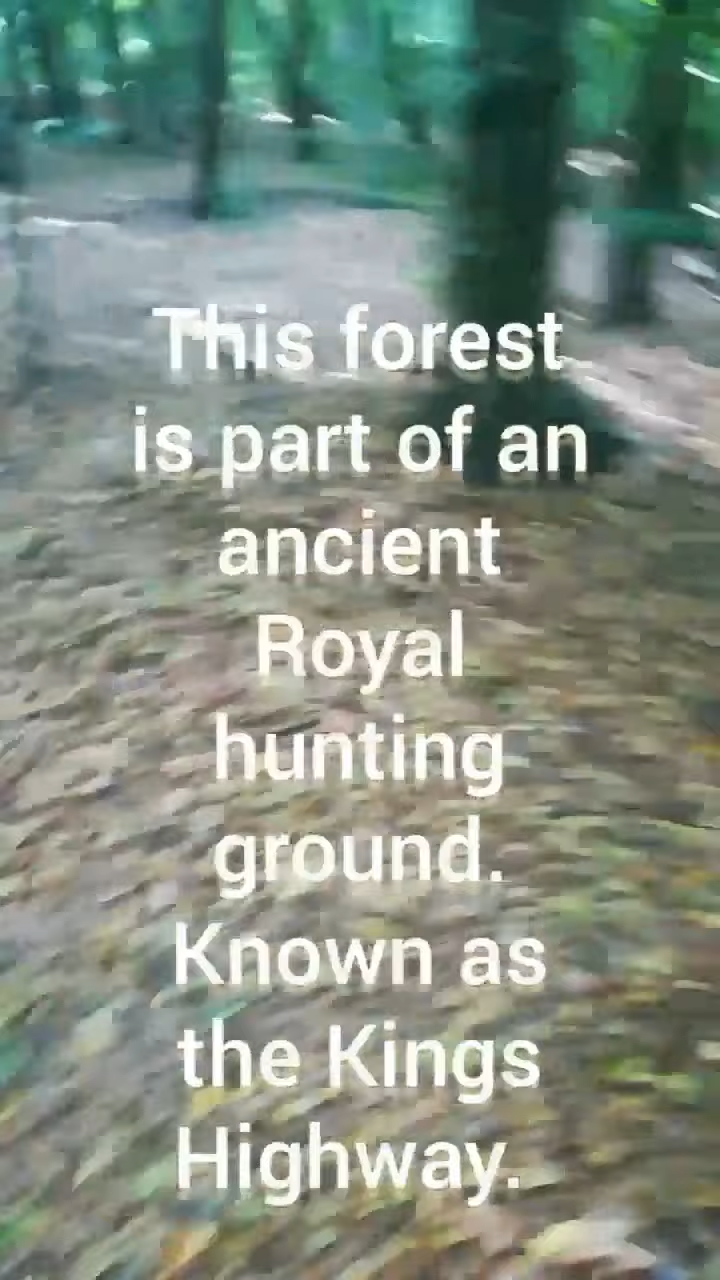 This forest
is part of an
ancient
Royal
hunting
ground.
Known as
the Kings
Highway.